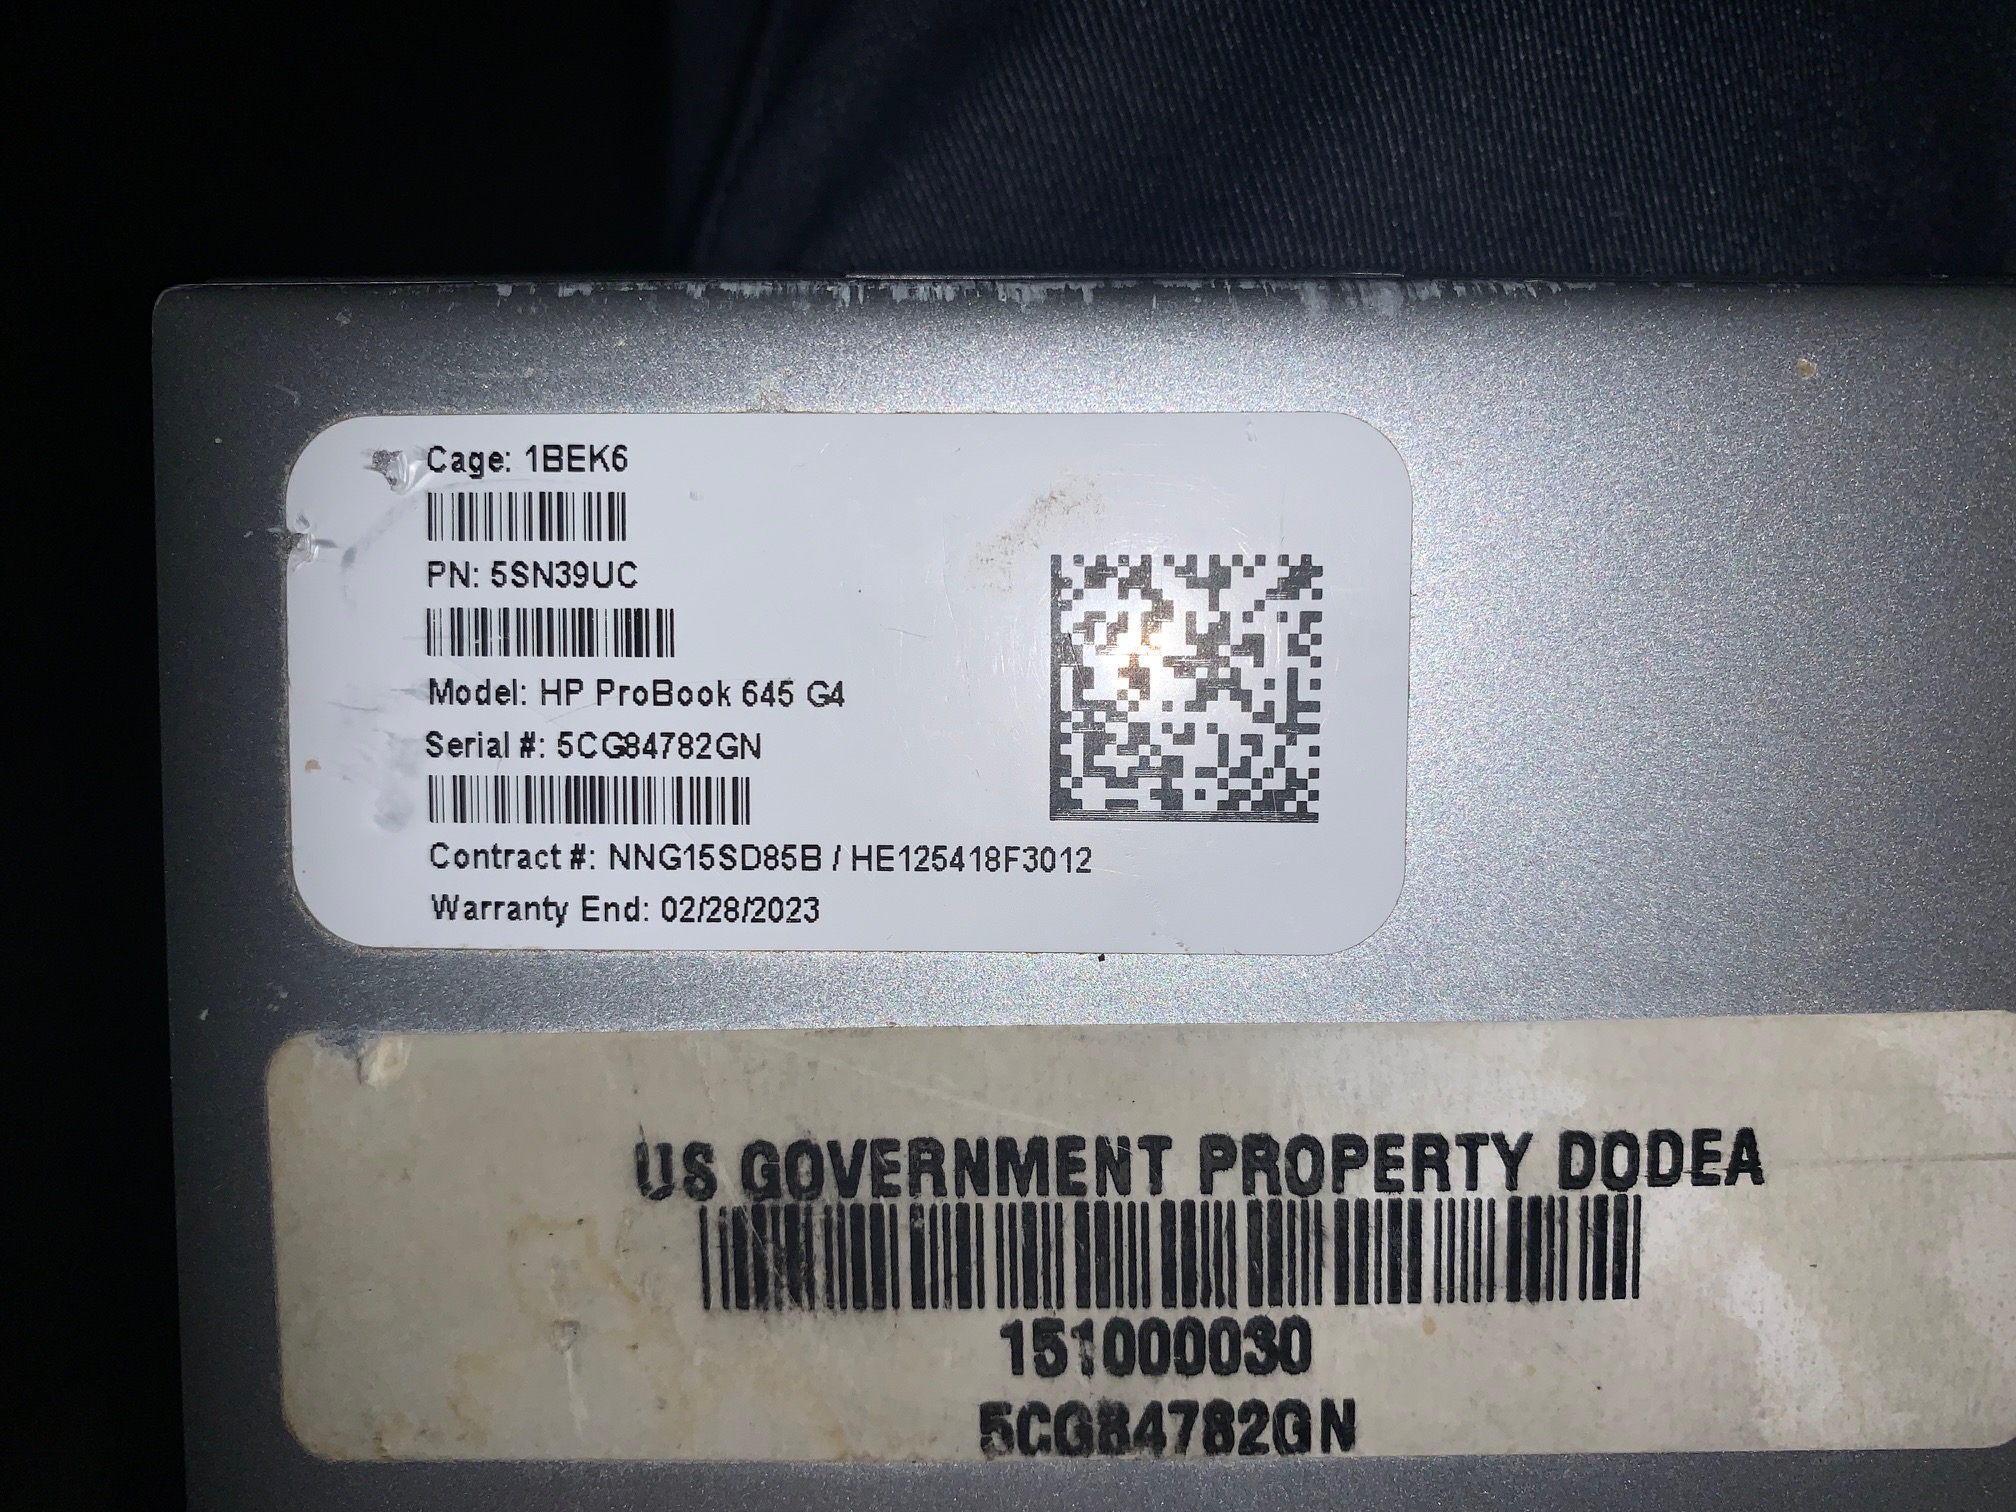 Cage: 1BEK6
PN: 5SN39UC
Model: HP ProBook 645 G4
Serial #: 5CG84782GN
Contract #: NNG15SD85B / HE125418F3012
Warranty End: 02/28/2023
US GOVERNMENT PROPERTY DODEA
151000030
5CG84782GN